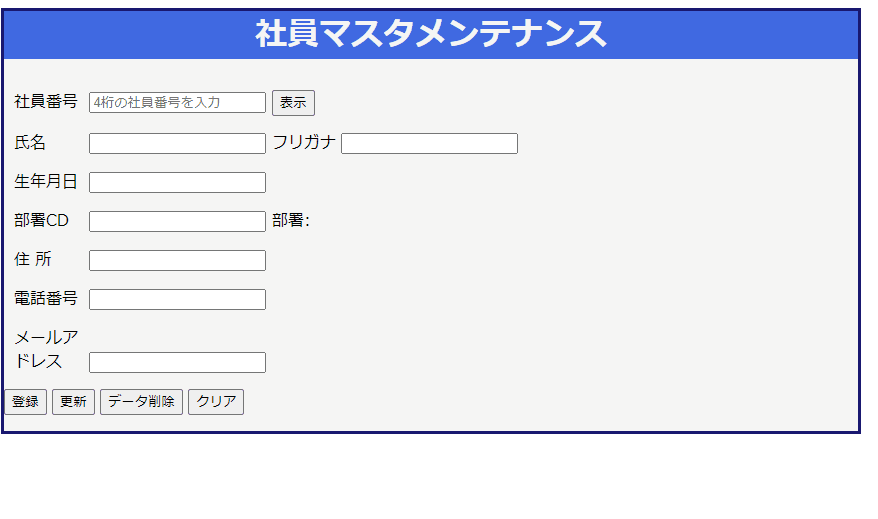 社員マスタメンテナンス
社員番号 4桁の社員番号を入力 表示
氏名 フリガナ
生年月日
部署CD 部署:
住 所
電話番号
メールア
ドレス
登録 更新 データ削除 クリア